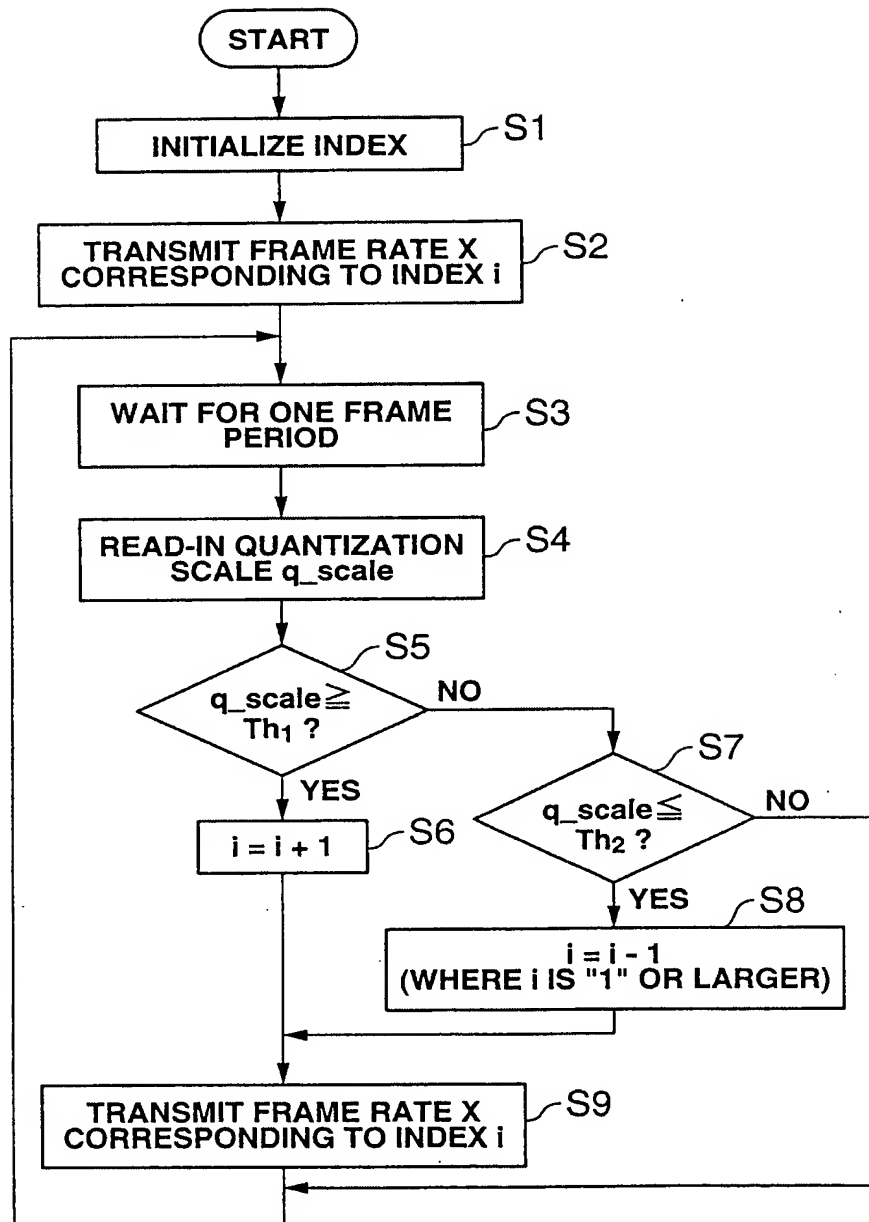 START
INITIALIZE INDEX
S1
TRANSMIT FRAME RATE X
CORRESPONDING TO INDEX i
S2
WAIT FOR ONE FRAME
PERIOD
S3
READ-IN QUANTIZATION
SCALE q_scale
S4
S5
q_scale≧
Th₁ ?
NO
YES
S7
q_scale≦
Th₂ ?
NO
YES
i = i + 1
S6
S8
i = i - 1
(WHERE i IS "1" OR LARGER)
TRANSMIT FRAME RATE X
CORRESPONDING TO INDEX i
S9